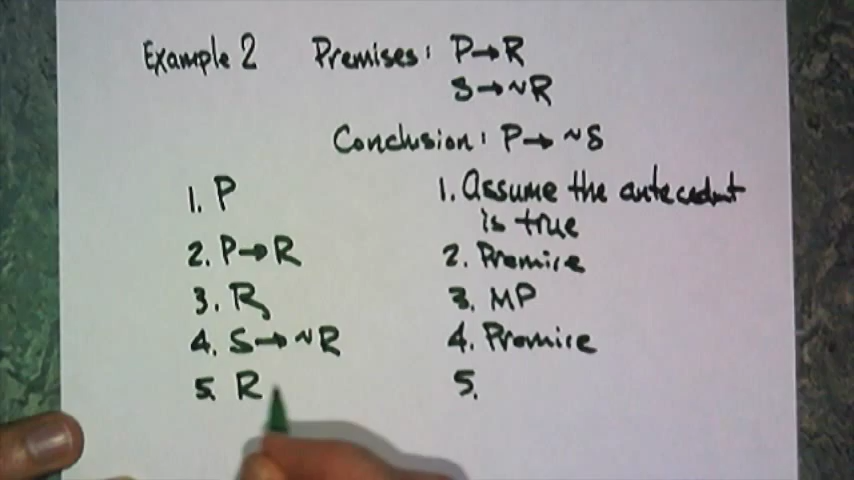 Example 2 Premises: P→R
S→~R
Conclusion: P→~S
1. P 1. Assume the antecedent
is true
2. P→R 2. Premise
3. R 3. MP
4. S→~R 4. Premise
5. R 5.